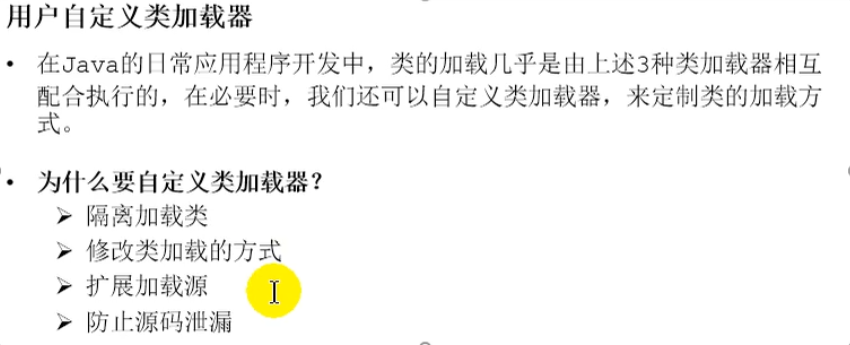 用户自定义类加载器
• 在Java的日常应用程序开发中，类的加载几乎是由上述3种类加载器相互
配合执行的，在必要时，我们还可以自定义类加载器，来定制类的加载方
式。
• 为什么要自定义类加载器？
➢ 隔离加载类
➢ 修改类加载的方式
➢ 扩展加载源
➢ 防止源码泄漏